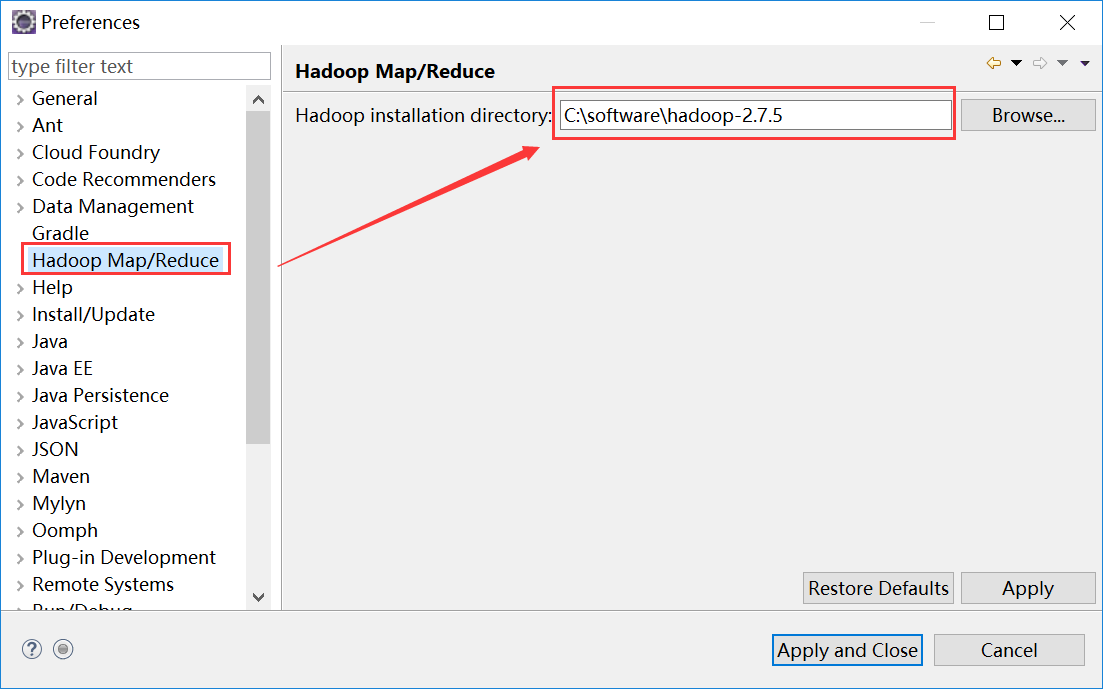 Preferences
type filter text
General
Ant
Cloud Foundry
Code Recommenders
Data Management
Gradle
Hadoop Map/Reduce
Help
Install/Update
Java
Java EE
Java Persistence
JavaScript
JSON
Maven
Mylyn
Oomph
Plug-in Development
Remote Systems
Run/Debug
Hadoop Map/Reduce
Hadoop installation directory: C:\software\hadoop-2.7.5 Browse...
Restore Defaults Apply
Apply and Close Cancel